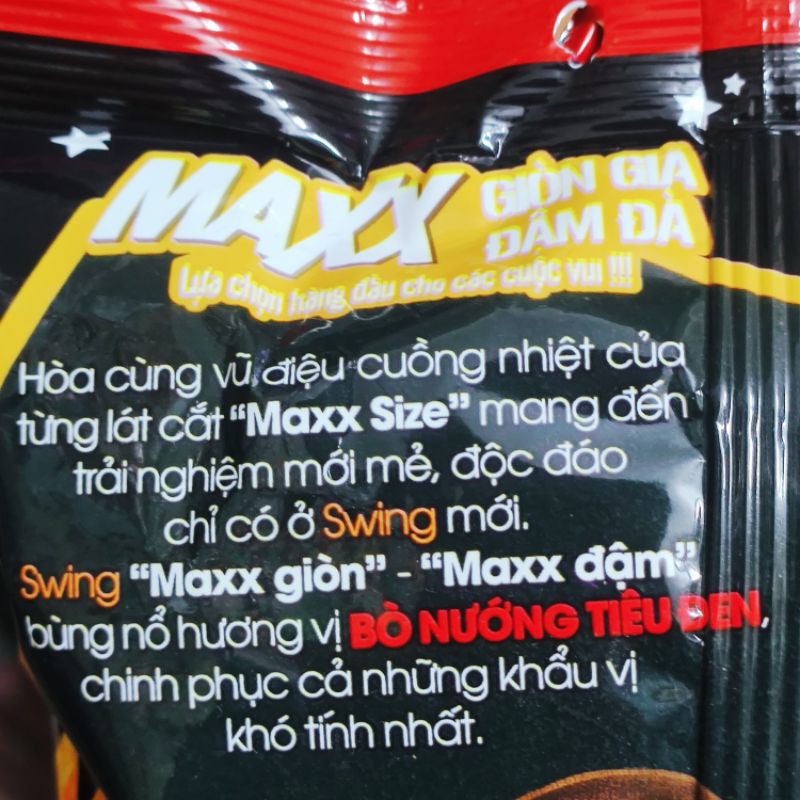 MAXX GIÒN GIÃ
ĐẬM ĐÀ
Lựa chọn hàng đầu cho các cuộc vui !!!
Hòa cùng vũ điệu cuồng nhiệt của
từng lát cắt “Maxx Size” mang đến
trải nghiệm mới mẻ, độc đáo
chỉ có ở Swing mới.
Swing “Maxx giòn” - “Maxx đậm”
bùng nổ hương vị BÒ NƯỚNG TIÊU ĐEN,
chinh phục cả những khẩu vị
khó tính nhất.